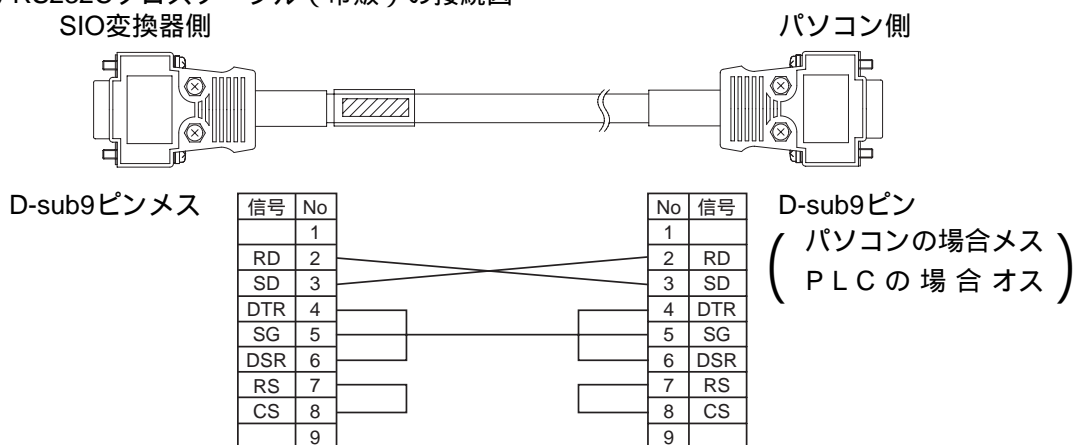 RS232Cクロスケーブル(市販)の接続図
SIO変換器側 パソコン側
D-sub9ピンメス
信号 No
1
RD 2
SD 3
DTR 4
SG 5
DSR 6
RS 7
CS 8
9
No 信号
1
2 RD
3 SD
4 DTR
5 SG
6 DSR
7 RS
8 CS
9
D-sub9ピン
(パソコンの場合メス
PLCの場合オス)